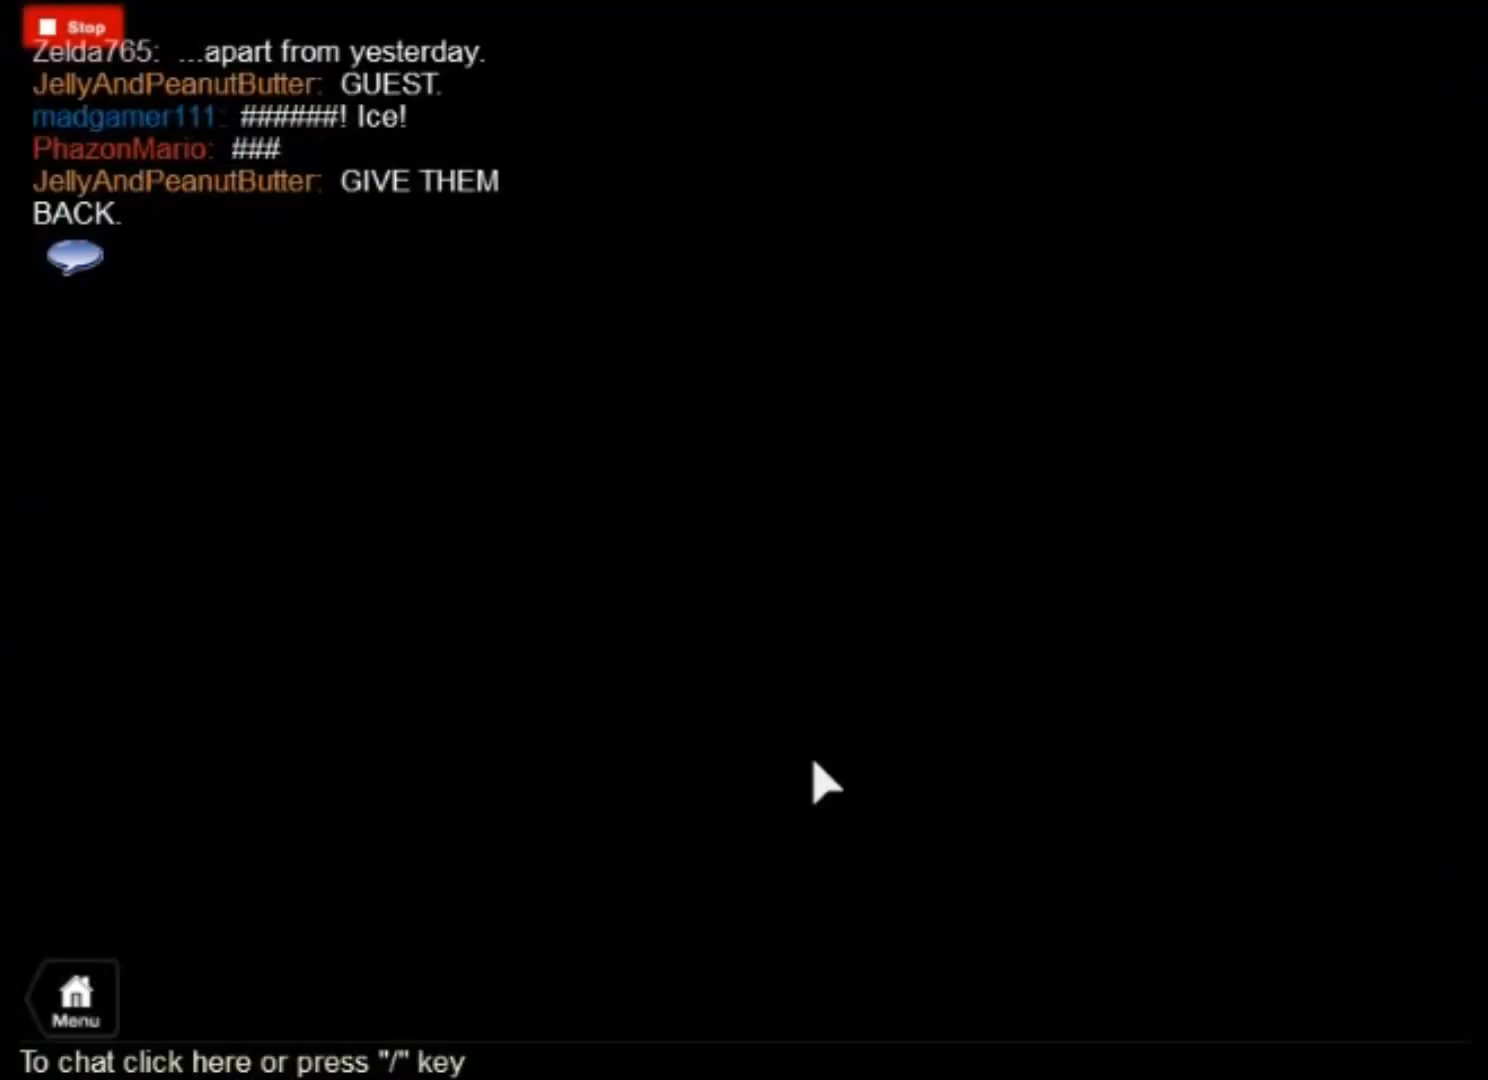 Stop
Zelda765: ...apart from yesterday.
JellyAndPeanutButter: GUEST.
madgamer111: ######! Ice!
PhazonMario: ###
JellyAndPeanutButter: GIVE THEM
BACK.
Menu
To chat click here or press "/" key